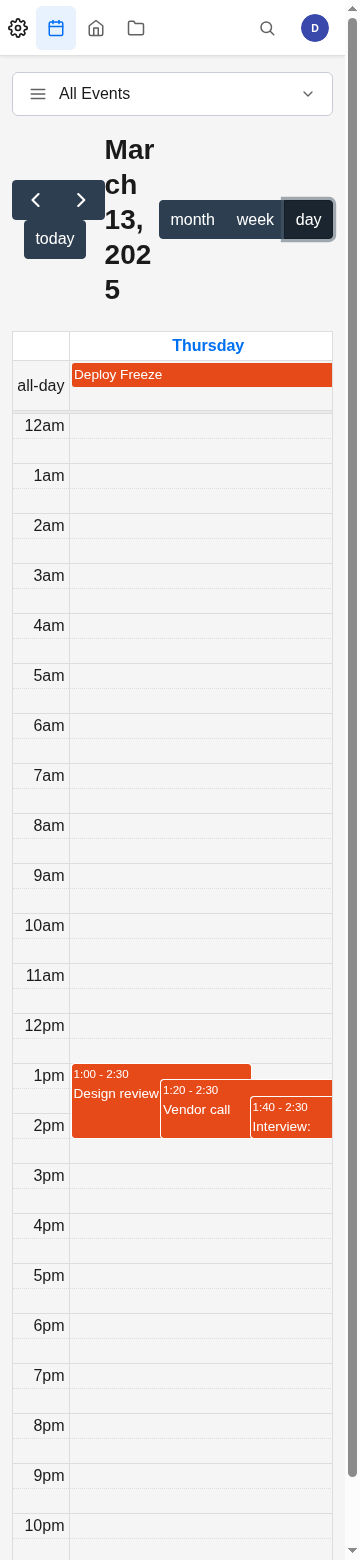 D
All Events
today
Mar
ch
13,
202
5
month week day
Thursday
all-day
Deploy Freeze
12am
1am
2am
3am
4am
5am
6am
7am
8am
9am
10am
11am
12pm
1pm
1:00 - 2:30
Design review
1:20 - 2:30
Vendor call
1:40 - 2:30
Interview:
2pm
3pm
4pm
5pm
6pm
7pm
8pm
9pm
10pm